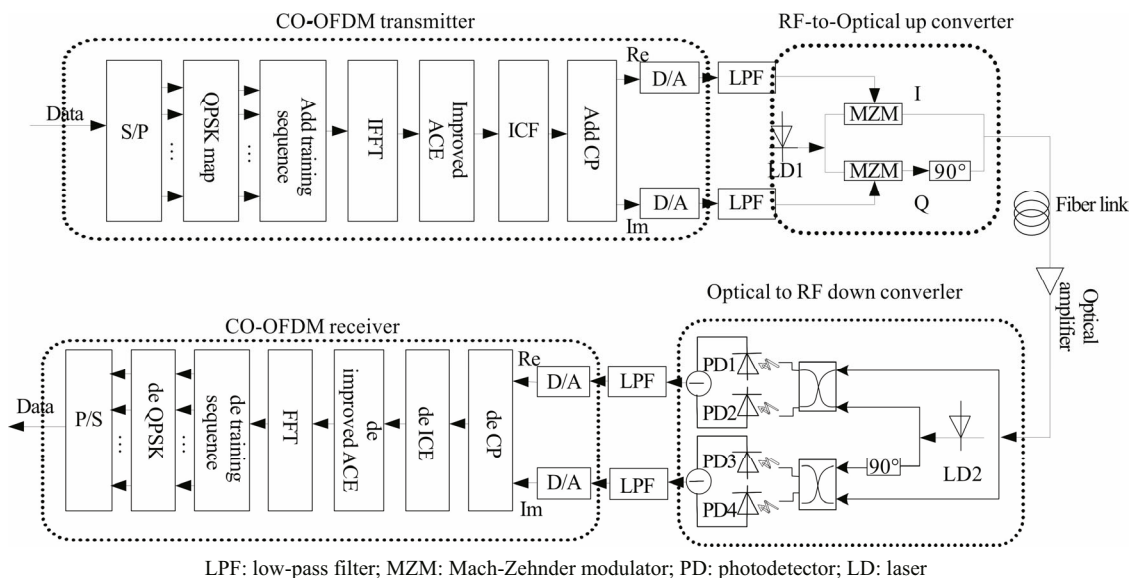 CO-OFDM transmitter
RF-to-Optical up converter
Data
S/P
...
...
QPSK map
...
...
Add training
sequence
IFFT
Improved
ACE
ICF
Add CP
Re
Im
D/A
D/A
LPF
LPF
LD1
MZM
I
MZM
90°
Q
Fiber link
Optical
amplifier
Optical to RF down converler
PD1
PD2
PD3
PD4
90°
LD2
LPF
LPF
CO-OFDM receiver
Re
Im
D/A
D/A
de CP
de ICE
de
improved ACE
FFT
de training
sequence
...
...
de QPSK
...
...
P/S
Data
LPF: low-pass filter; MZM: Mach-Zehnder modulator; PD: photodetector; LD: laser